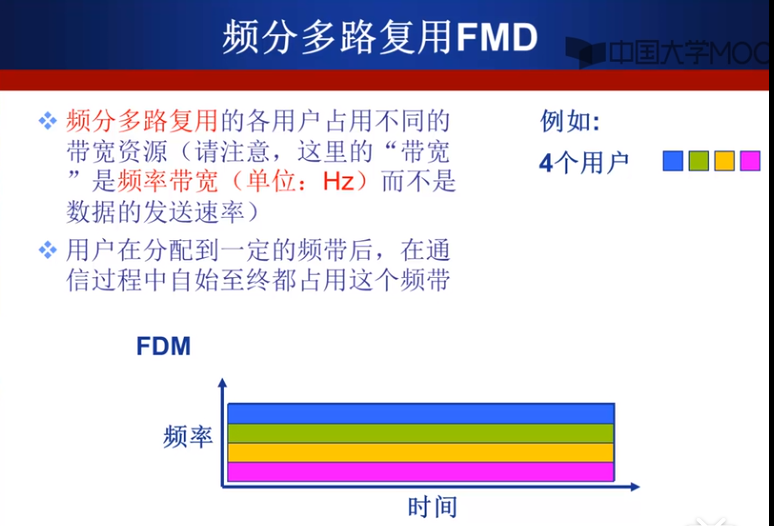 频分多路复用FMD
中国大学MOO
频分多路复用的各用户占用不同的
带宽资源（请注意，这里的“带宽
”是频率带宽（单位：Hz）而不是
数据的发送速率）
用户在分配到一定的频带后，在通
信过程中自始至终都占用这个频带
例如:
4个用户
FDM
频率
时间